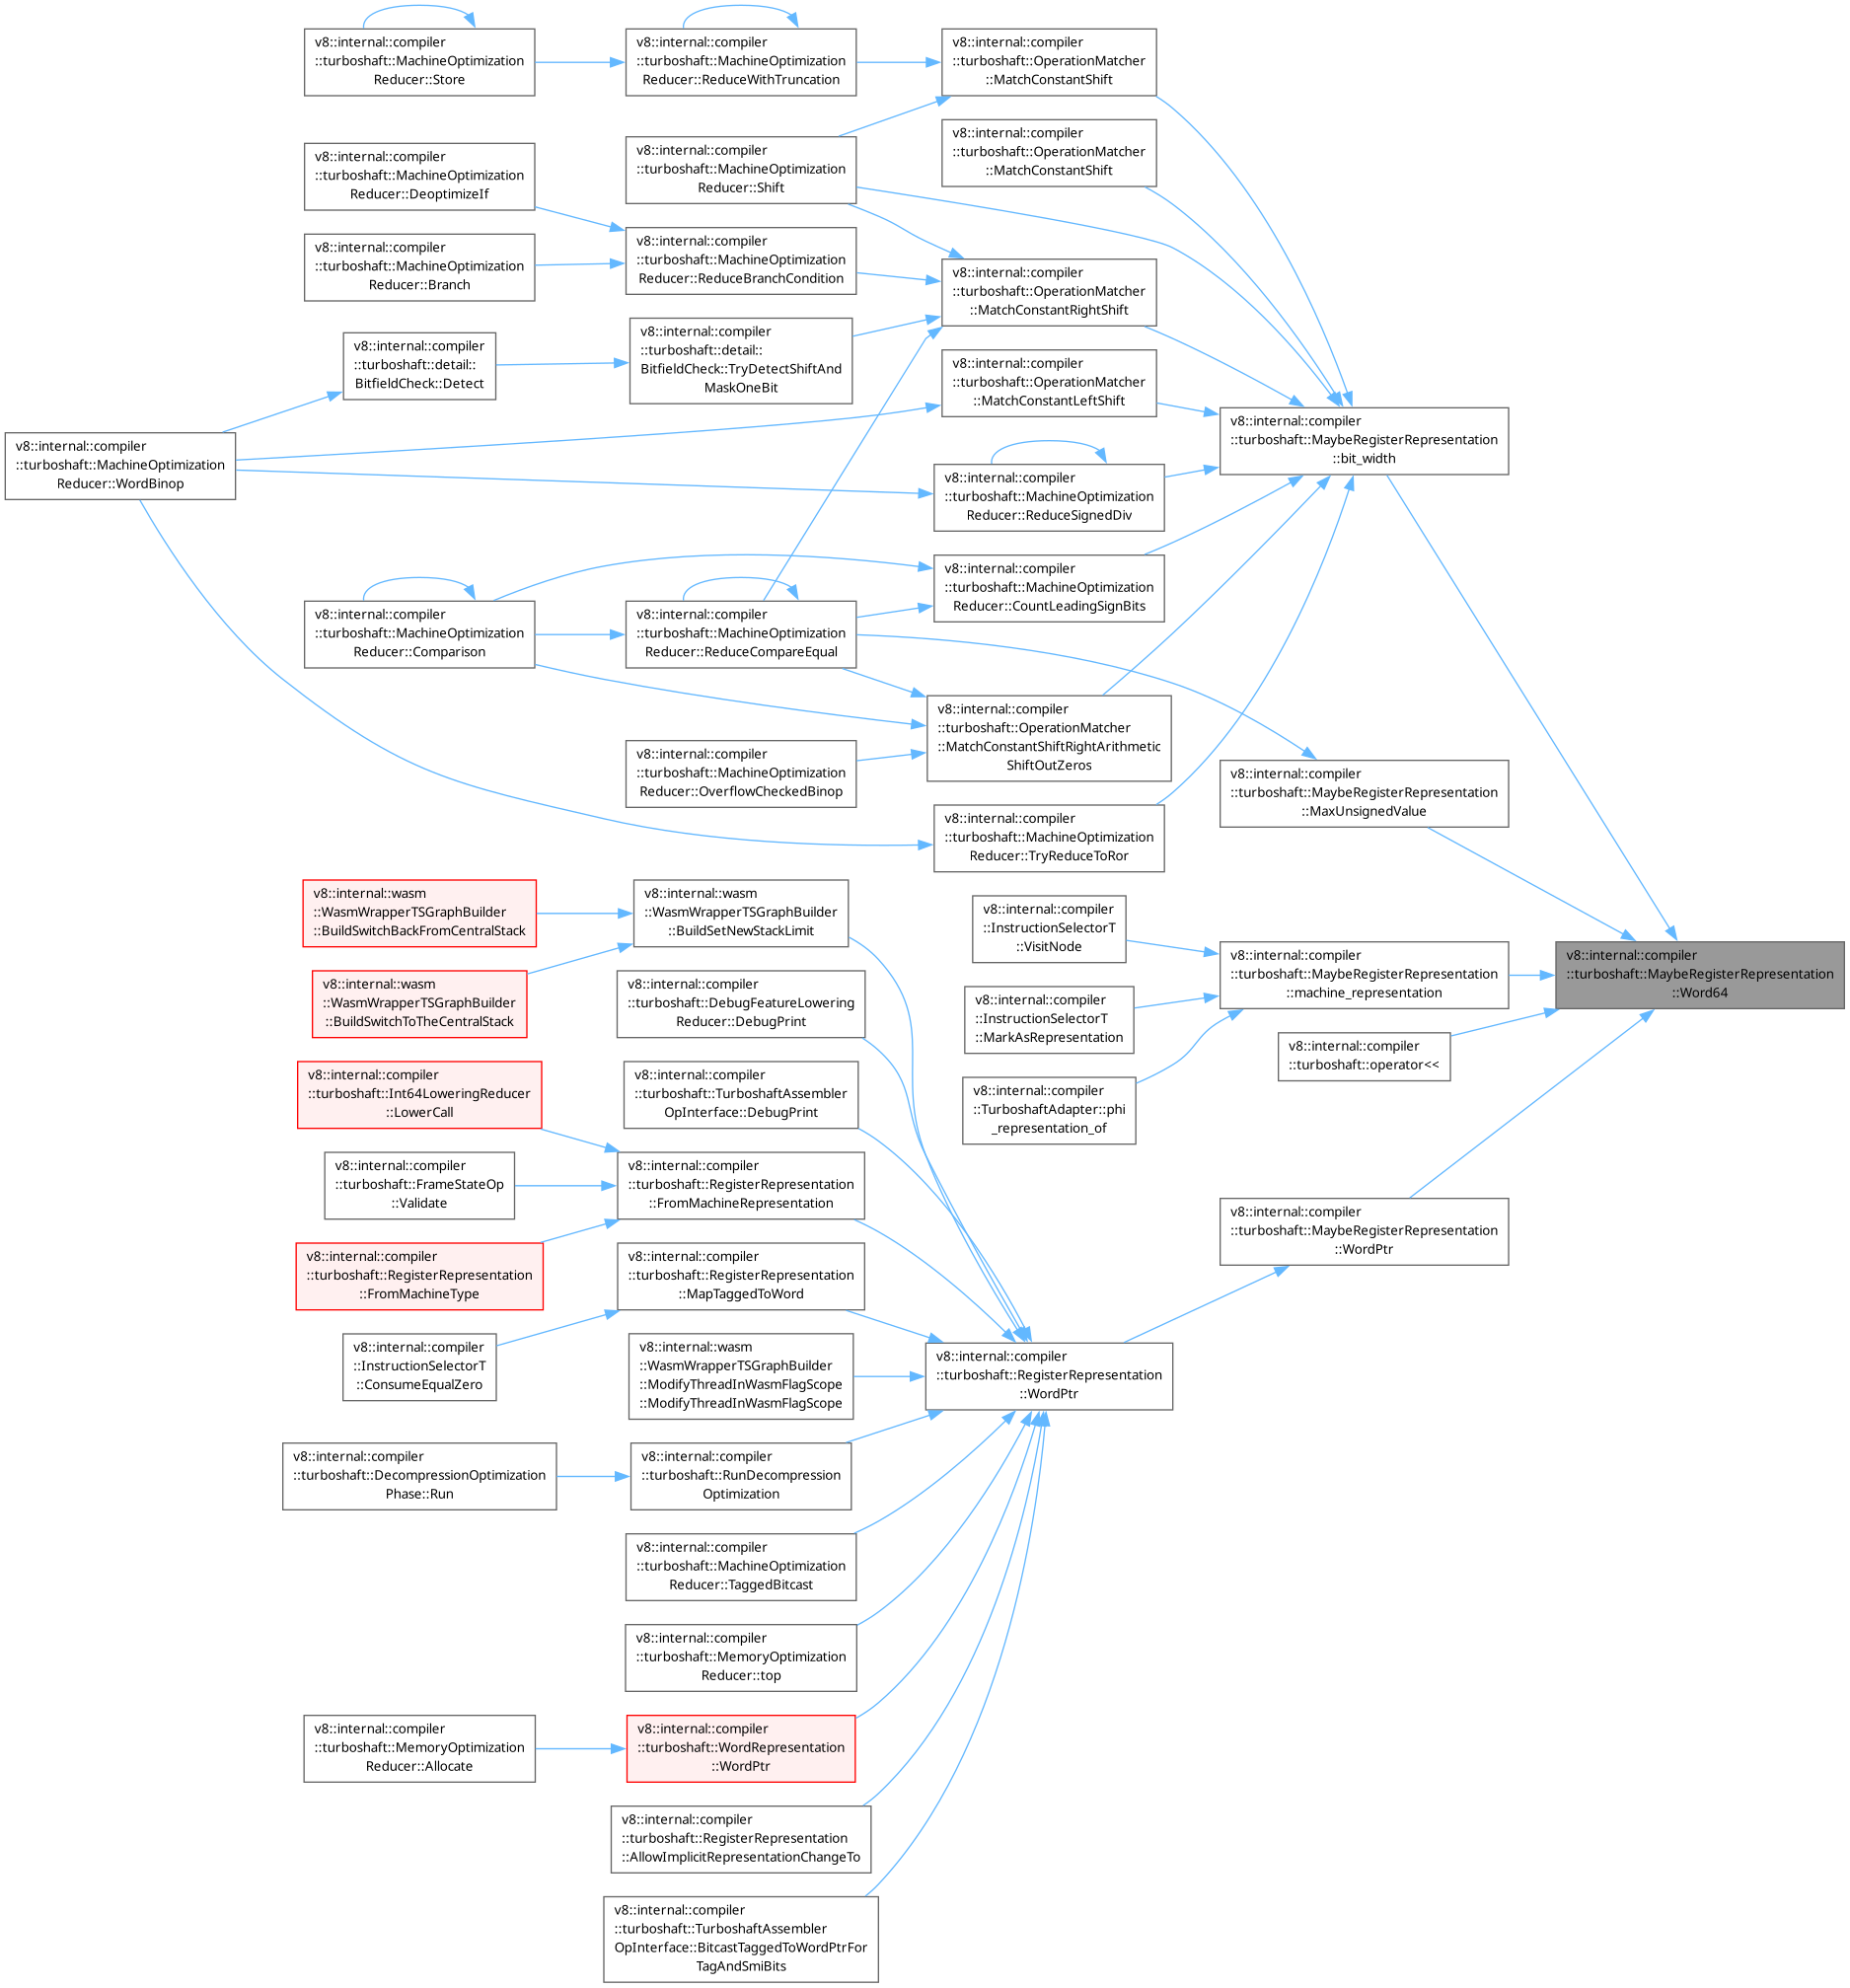 v8::internal::compiler
::turboshaft::MachineOptimization
Reducer::Store
v8::internal::compiler
::turboshaft::MachineOptimization
Reducer::ReduceWithTruncation
v8::internal::compiler
::turboshaft::OperationMatcher
::MatchConstantShift
v8::internal::compiler
::turboshaft::OperationMatcher
::MatchConstantShift
v8::internal::compiler
::turboshaft::MachineOptimization
Reducer::Shift
v8::internal::compiler
::turboshaft::MachineOptimization
Reducer::DeoptimizeIf
v8::internal::compiler
::turboshaft::MachineOptimization
Reducer::Branch
v8::internal::compiler
::turboshaft::MachineOptimization
Reducer::ReduceBranchCondition
v8::internal::compiler
::turboshaft::OperationMatcher
::MatchConstantRightShift
v8::internal::compiler
::turboshaft::detail::
BitfieldCheck::Detect
v8::internal::compiler
::turboshaft::detail::
BitfieldCheck::TryDetectShiftAnd
MaskOneBit
v8::internal::compiler
::turboshaft::OperationMatcher
::MatchConstantLeftShift
v8::internal::compiler
::turboshaft::MaybeRegisterRepresentation
::bit_width
v8::internal::compiler
::turboshaft::MachineOptimization
Reducer::WordBinop
v8::internal::compiler
::turboshaft::MachineOptimization
Reducer::ReduceSignedDiv
v8::internal::compiler
::turboshaft::MachineOptimization
Reducer::CountLeadingSignBits
v8::internal::compiler
::turboshaft::MachineOptimization
Reducer::Comparison
v8::internal::compiler
::turboshaft::MachineOptimization
Reducer::ReduceCompareEqual
v8::internal::compiler
::turboshaft::OperationMatcher
::MatchConstantShiftRightArithmetic
ShiftOutZeros
v8::internal::compiler
::turboshaft::MachineOptimization
Reducer::OverflowCheckedBinop
v8::internal::compiler
::turboshaft::MaybeRegisterRepresentation
::MaxUnsignedValue
v8::internal::compiler
::turboshaft::MachineOptimization
Reducer::TryReduceToRor
v8::internal::wasm
::WasmWrapperTSGraphBuilder
::BuildSwitchBackFromCentralStack
v8::internal::wasm
::WasmWrapperTSGraphBuilder
::BuildSetNewStackLimit
v8::internal::compiler
::InstructionSelectorT
::VisitNode
v8::internal::compiler
::turboshaft::MaybeRegisterRepresentation
::machine_representation
v8::internal::compiler
::turboshaft::MaybeRegisterRepresentation
::Word64
v8::internal::wasm
::WasmWrapperTSGraphBuilder
::BuildSwitchToTheCentralStack
v8::internal::compiler
::turboshaft::DebugFeatureLowering
Reducer::DebugPrint
v8::internal::compiler
::InstructionSelectorT
::MarkAsRepresentation
v8::internal::compiler
::turboshaft::operator<<
v8::internal::compiler
::turboshaft::Int64LoweringReducer
::LowerCall
v8::internal::compiler
::turboshaft::TurboshaftAssembler
OpInterface::DebugPrint
v8::internal::compiler
::TurboshaftAdapter::phi
_representation_of
v8::internal::compiler
::turboshaft::FrameStateOp
::Validate
v8::internal::compiler
::turboshaft::RegisterRepresentation
::FromMachineRepresentation
v8::internal::compiler
::turboshaft::MaybeRegisterRepresentation
::WordPtr
v8::internal::compiler
::turboshaft::RegisterRepresentation
::FromMachineType
v8::internal::compiler
::turboshaft::RegisterRepresentation
::MapTaggedToWord
v8::internal::compiler
::InstructionSelectorT
::ConsumeEqualZero
v8::internal::wasm
::WasmWrapperTSGraphBuilder
::ModifyThreadInWasmFlagScope
::ModifyThreadInWasmFlagScope
v8::internal::compiler
::turboshaft::RegisterRepresentation
::WordPtr
v8::internal::compiler
::turboshaft::DecompressionOptimization
Phase::Run
v8::internal::compiler
::turboshaft::RunDecompression
Optimization
v8::internal::compiler
::turboshaft::MachineOptimization
Reducer::TaggedBitcast
v8::internal::compiler
::turboshaft::MemoryOptimization
Reducer::top
v8::internal::compiler
::turboshaft::MemoryOptimization
Reducer::Allocate
v8::internal::compiler
::turboshaft::WordRepresentation
::WordPtr
v8::internal::compiler
::turboshaft::RegisterRepresentation
::AllowImplicitRepresentationChangeTo
v8::internal::compiler
::turboshaft::TurboshaftAssembler
OpInterface::BitcastTaggedToWordPtrFor
TagAndSmiBits